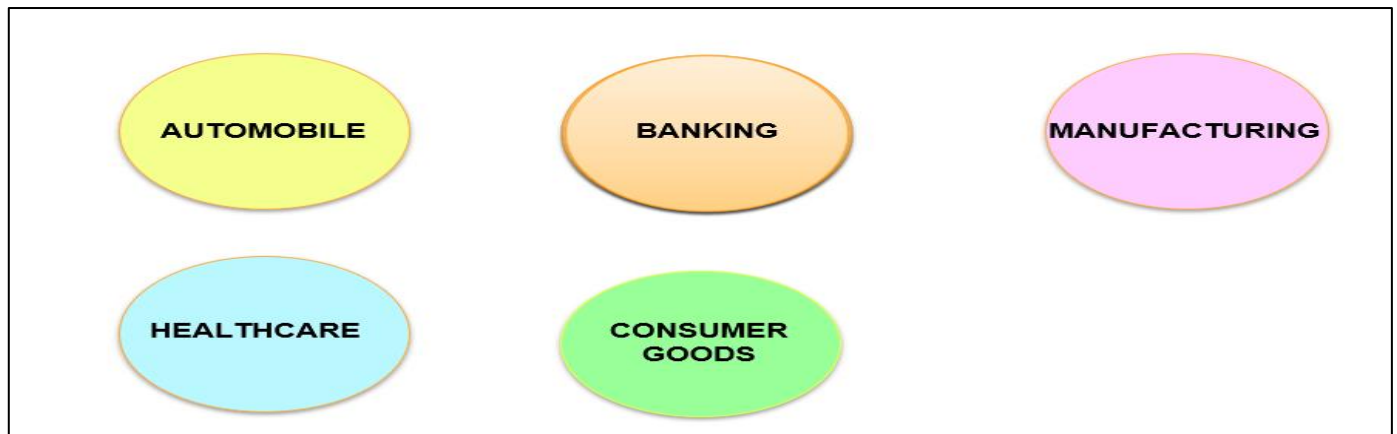 AUTOMOBILE
BANKING
MANUFACTURING
HEALTHCARE
CONSUMER
GOODS